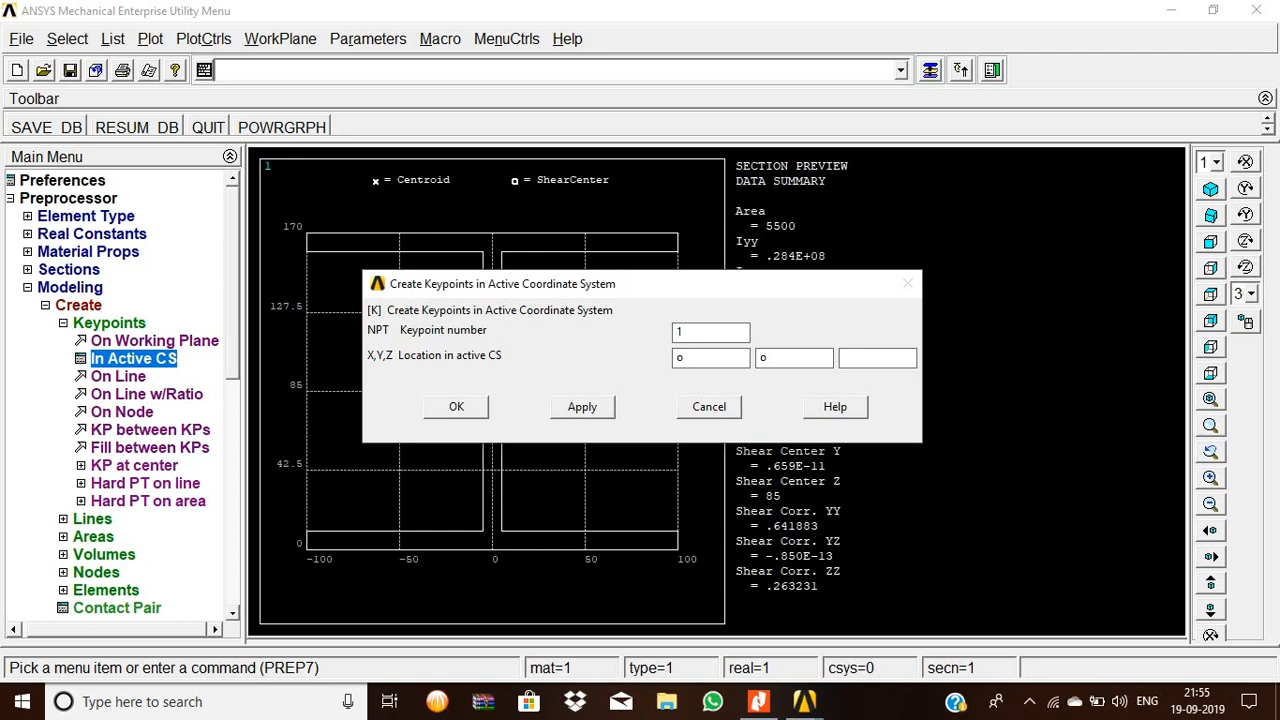 ANSYS Mechanical Enterprise Utility Menu
File Select List Plot PlotCtrls WorkPlane Parameters Macro MenuCtrls Help
Toolbar
SAVE_DB RESUM_DB QUIT POWRGRPH
Main Menu
Preferences
Preprocessor
Element Type
Real Constants
Material Props
Sections
Modeling
Create
Keypoints
On Working Plane
In Active CS
On Line
On Line w/Ratio
On Node
KP between KPs
Fill between KPs
KP at center
Hard PT on line
Hard PT on area
Lines
Areas
Volumes
Nodes
Elements
Contact Pair
1
x = Centroid
o = ShearCenter
170
127.5
85
42.5
0
-100 -50 0 50 100
SECTION PREVIEW
DATA SUMMARY
Area
= 5500
Iyy
= .284E+08
Create Keypoints in Active Coordinate System
[K] Create Keypoints in Active Coordinate System
NPT Keypoint number 1
X,Y,Z Location in active CS o o
OK Apply Cancel Help
Shear Center Y
= .659E-11
Shear Center Z
= 85
Shear Corr. YY
= .641883
Shear Corr. YZ
= -.850E-13
Shear Corr. ZZ
= .263231
1
3
Pick a menu item or enter a command (PREP7) mat=1 type=1 real=1 csys=0 secn=1
Type here to search
ENG
21:55
19-09-2019